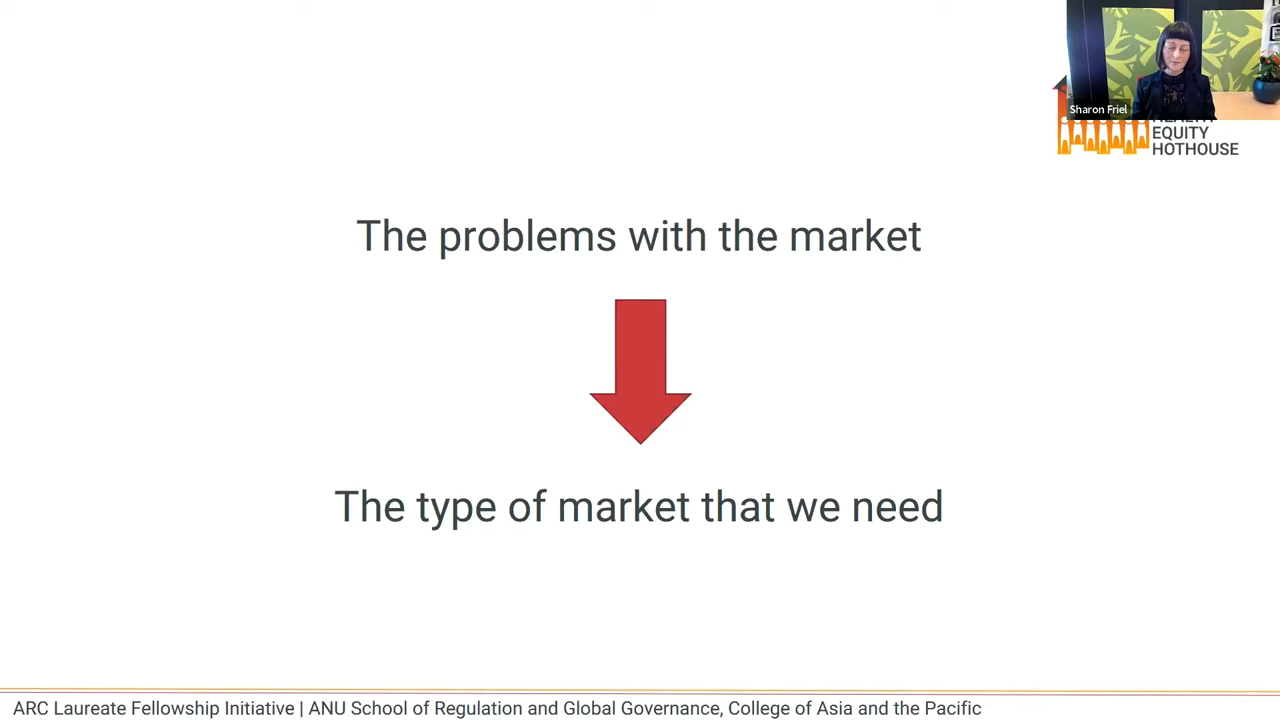 Sharon Friel
EQUITY
HOTHOUSE
The problems with the market
The type of market that we need
ARC Laureate Fellowship Initiative | ANU School of Regulation and Global Governance, College of Asia and the Pacific